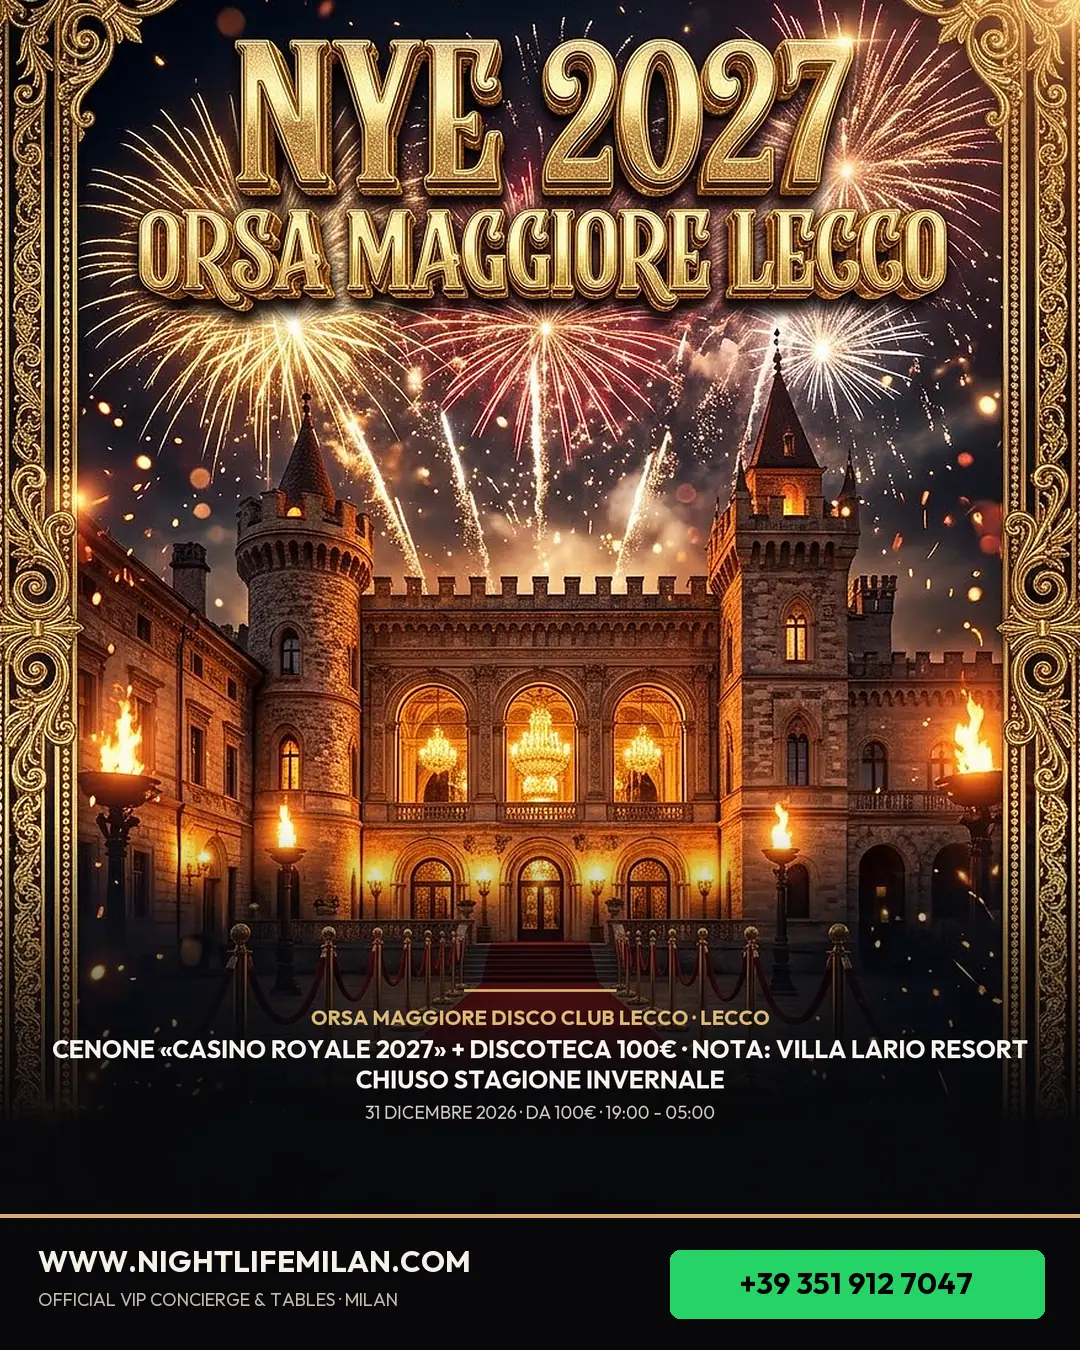 NYE 2027
ORSA MAGGIORE LECCO
ORSA MAGGIORE DISCO CLUB LECCO · LECCO
CENONE «CASINO ROYALE 2027» + DISCOTECA 100€ · NOTA: VILLA LARIO RESORT
CHIUSO STAGIONE INVERNALE
31 DICEMBRE 2026 · DA 100€ · 19:00 - 05:00
WWW.NIGHTLIFEMILAN.COM
+39 351 912 7047
OFFICIAL VIP CONCIERGE & TABLES · MILAN